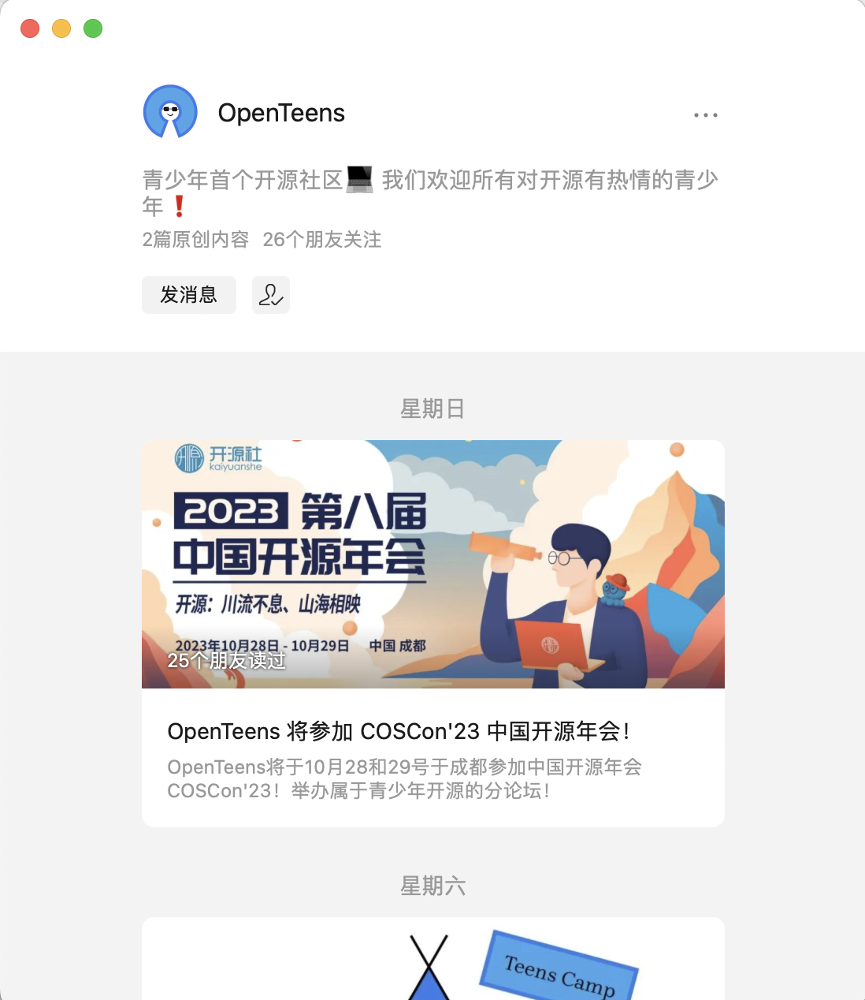 OpenTeens
青少年首个开源社区💻 我们欢迎所有对开源有热情的青少
年❗
2篇原创内容 26个朋友关注
发消息
星期日
开源社
kaiyuanshe
2023 第八届
中国开源年会
开源：川流不息、山海相映
2023年10月28日 - 10月29日 中国 成都
25个朋友读过
OpenTeens 将参加 COSCon'23 中国开源年会！
OpenTeens将于10月28和29号于成都参加中国开源年会
COSCon'23！举办属于青少年开源的分论坛！
星期六
Teens Camp